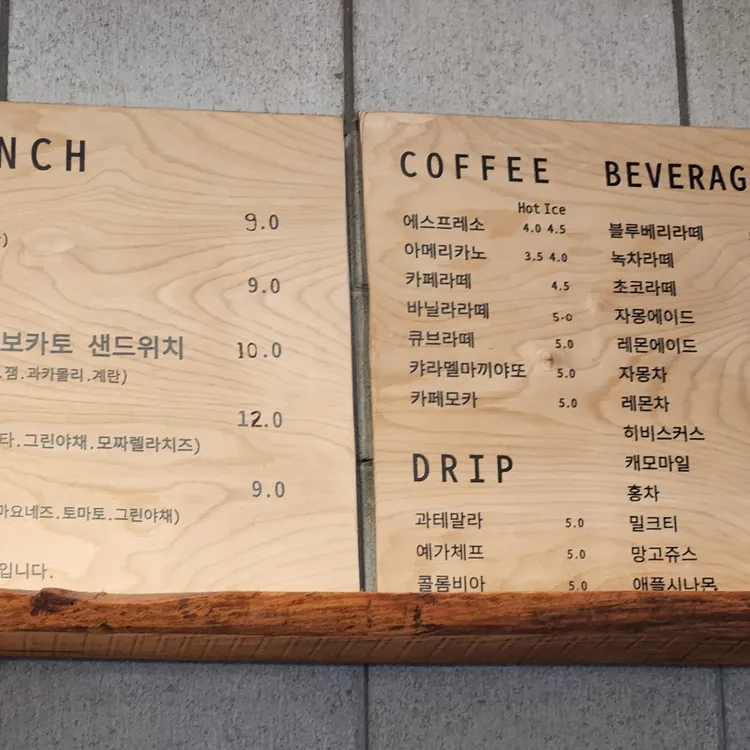 NCH
9.0
)
9.0
보카토 샌드위치 10.0
.잼.과카몰리.계란)
12.0
타.그린야채.모짜렐라치즈)
9.0
마요네즈.토마토.그린야채)
입니다.
COFFEE
Hot Ice
에스프레소 4.0 4.5
아메리카노 3.5 4.0
카페라떼 4.5
바닐라라떼 5.0
큐브라떼 5.0
캬라멜마끼야또 5.0
카페모카 5.0
DRIP
과테말라 5.0
예가체프 5.0
콜롬비아 5.0
BEVERAG
블루베리라떼
녹차라떼
초코라떼
자몽에이드
레몬에이드
자몽차
레몬차
히비스커스
캐모마일
홍차
밀크티
망고쥬스
애플시나몬